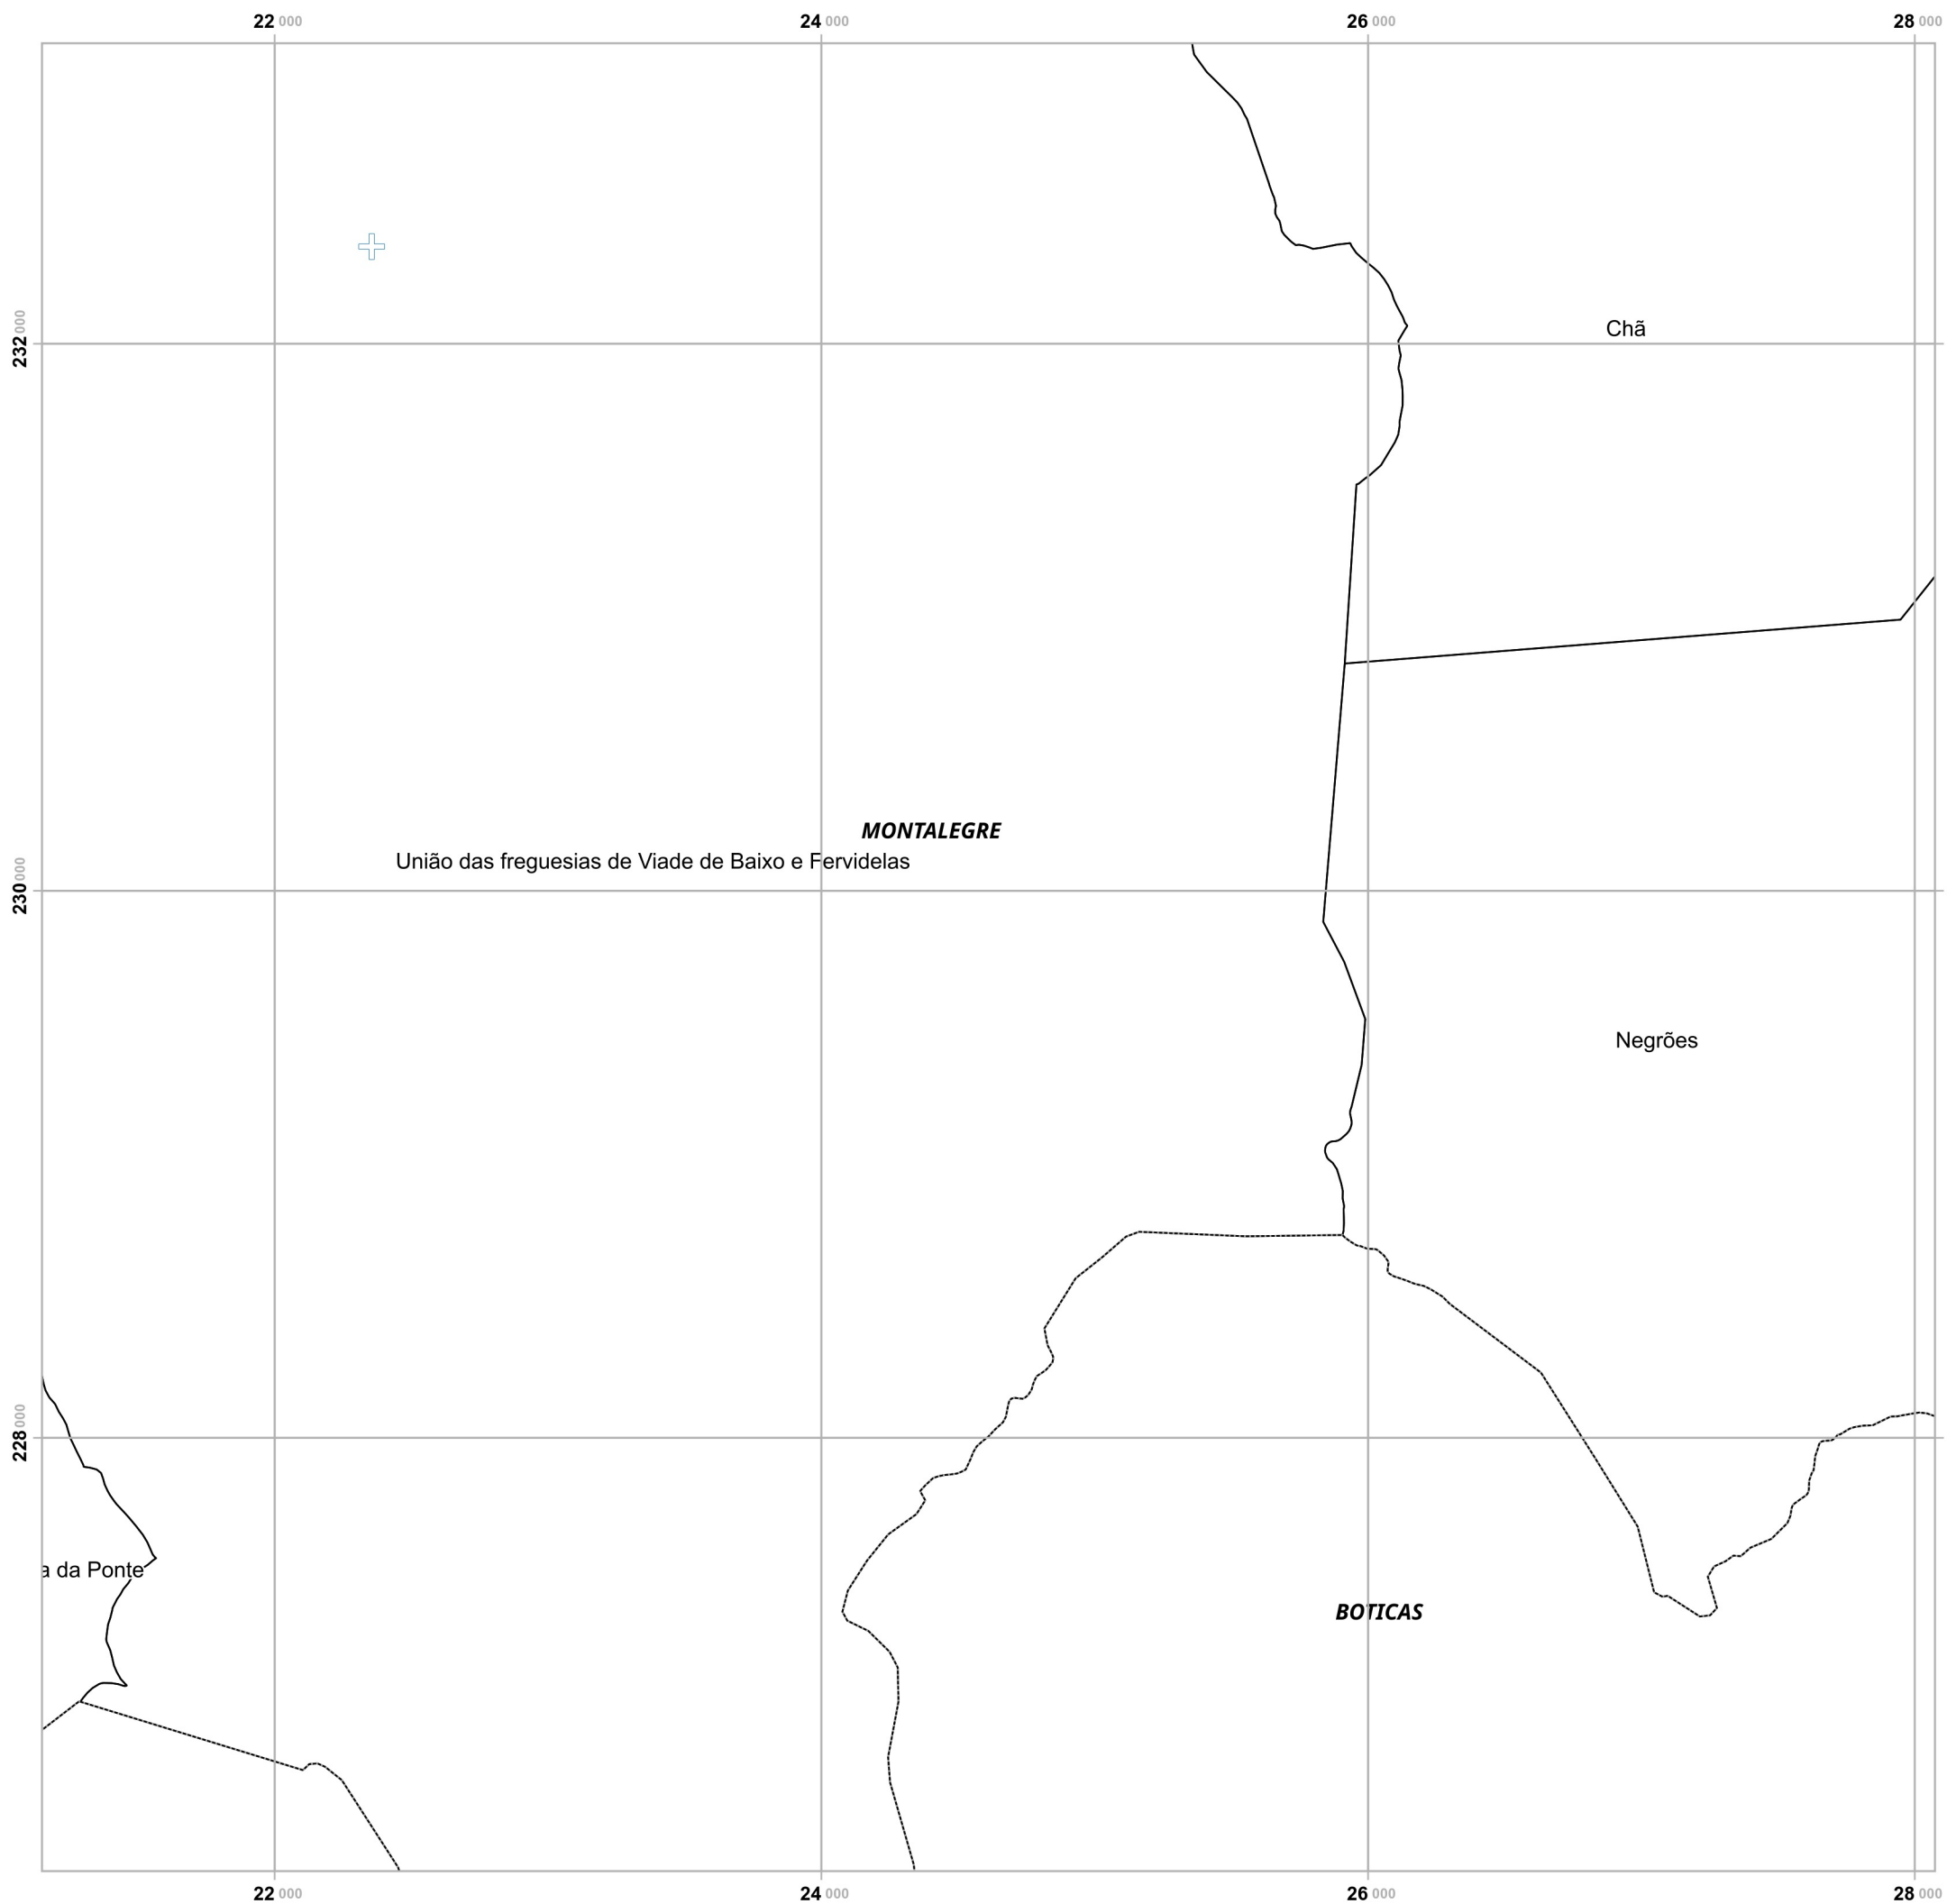 22 000 24 000 26 000 28 000
Chã
232 000
MONTALEGRE
União das freguesias de Viade de Baixo e Fervidelas
230 000
Negrões
228 000
a da Ponte
BOTICAS
22 000 24 000 26 000 28 000